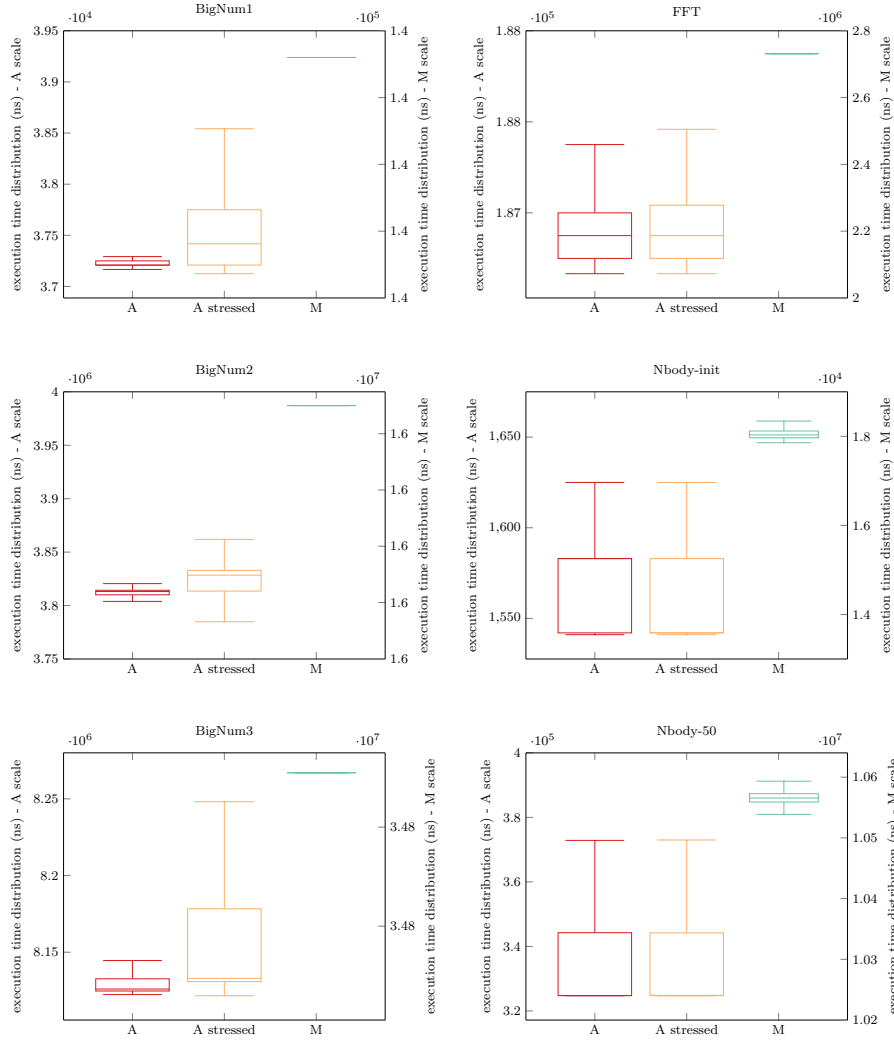 BigNum1
·10^4
·10^5
execution time distribution (ns) - A scale
3.95
3.9
3.85
3.8
3.75
3.7
A
A stressed
M
1.4
1.4
1.4
1.4
1.4
execution time distribution (ns) - M scale
FFT
·10^5
·10^6
execution time distribution (ns) - A scale
1.88
1.88
1.87
A
A stressed
M
2.8
2.6
2.4
2.2
2
execution time distribution (ns) - M scale
BigNum2
·10^6
·10^7
execution time distribution (ns) - A scale
4
3.95
3.9
3.85
3.8
3.75
A
A stressed
M
1.6
1.6
1.6
1.6
1.6
execution time distribution (ns) - M scale
Nbody-init
·10^4
execution time distribution (ns) - A scale
1,650
1,600
1,550
A
A stressed
M
1.8
1.6
1.4
execution time distribution (ns) - M scale
BigNum3
·10^6
·10^7
execution time distribution (ns) - A scale
8.25
8.2
8.15
A
A stressed
M
3.48
3.48
execution time distribution (ns) - M scale
Nbody-50
·10^5
·10^7
execution time distribution (ns) - A scale
4
3.8
3.6
3.4
3.2
A
A stressed
M
1.06
1.05
1.04
1.03
1.02
execution time distribution (ns) - M scale